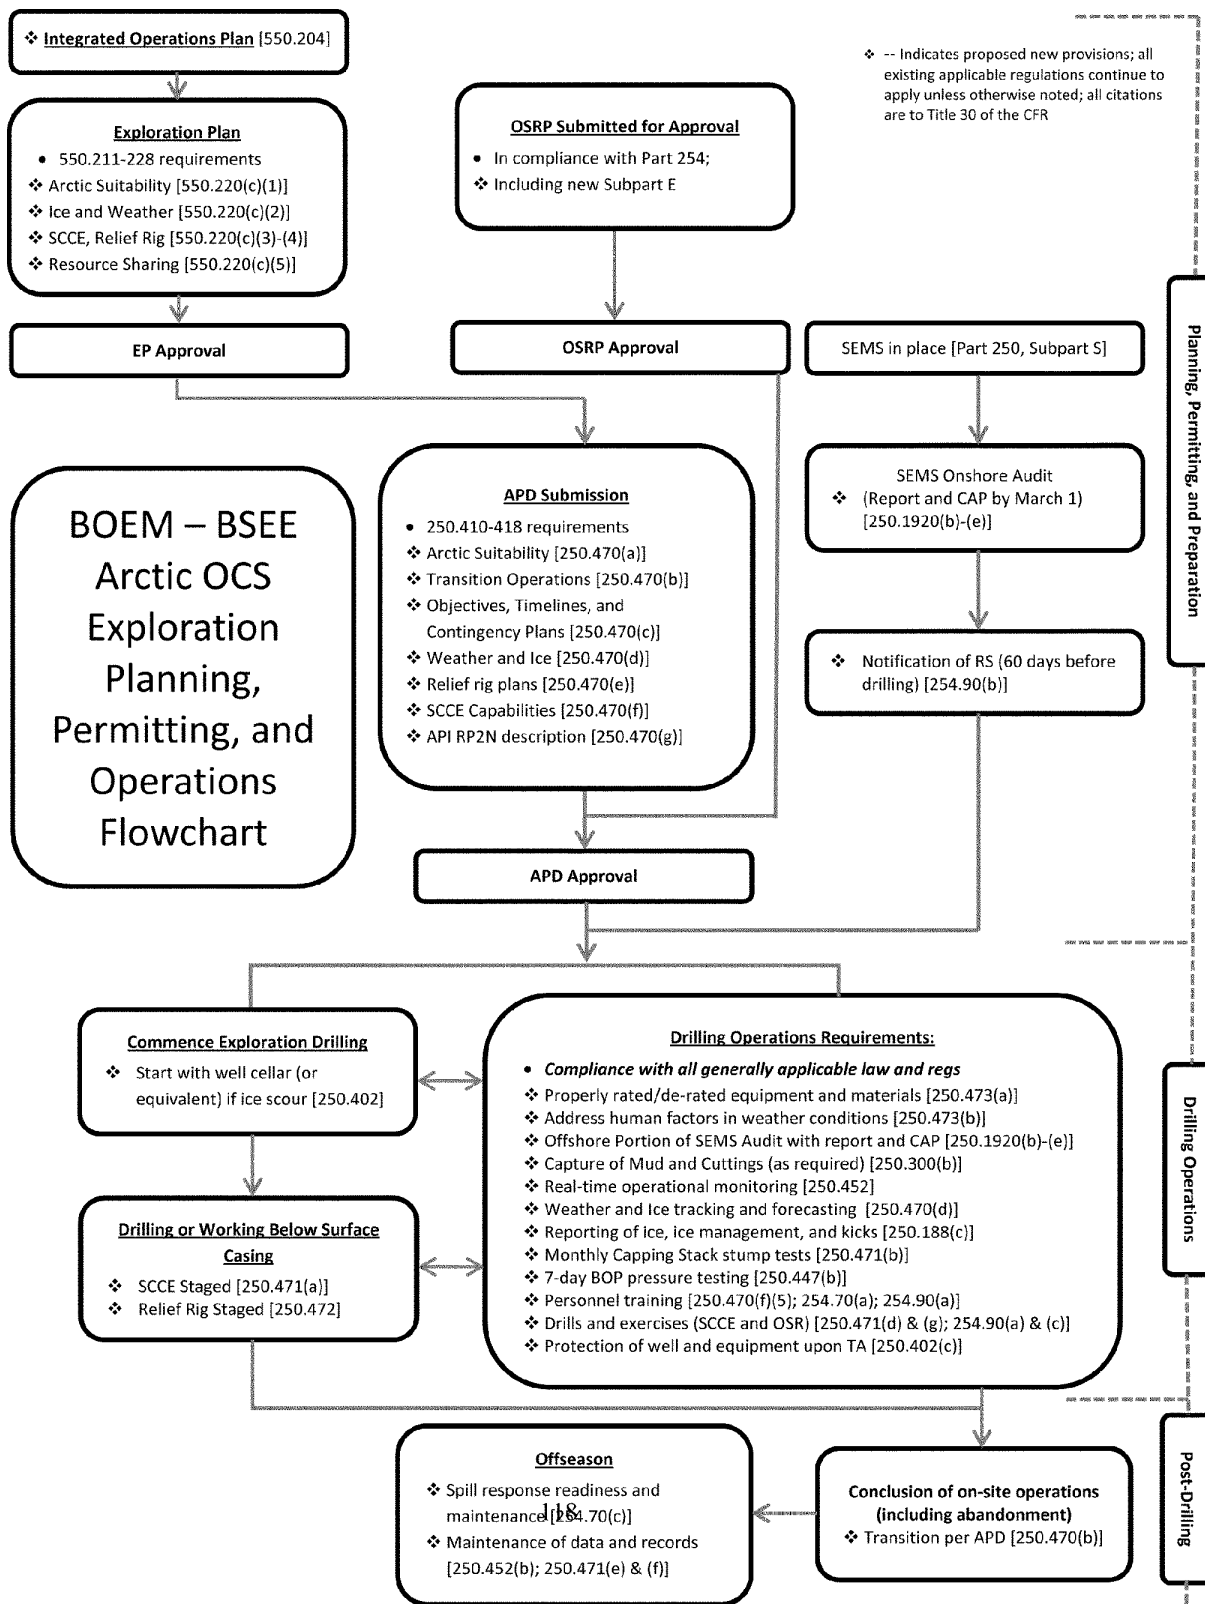 ❖ Integrated Operations Plan [550.204]
❖ -- Indicates proposed new provisions; all
existing applicable regulations continue to
apply unless otherwise noted; all citations
are to Title 30 of the CFR
Exploration Plan
• 550.211-228 requirements
❖ Arctic Suitability [550.220(c)(1)]
❖ Ice and Weather [550.220(c)(2)]
❖ SCCE, Relief Rig [550.220(c)(3)-(4)]
❖ Resource Sharing [550.220(c)(5)]
OSRP Submitted for Approval
• In compliance with Part 254;
❖ Including new Subpart E
EP Approval
OSRP Approval
SEMS in place [Part 250, Subpart S]
Planning, Permitting, and Preparation
SEMS Onshore Audit
❖ (Report and CAP by March 1)
[250.1920(b)-(e)]
APD Submission
• 250.410-418 requirements
❖ Arctic Suitability [250.470(a)]
❖ Transition Operations [250.470(b)]
❖ Objectives, Timelines, and
Contingency Plans [250.470(c)]
❖ Weather and Ice [250.470(d)]
❖ Relief rig plans [250.470(e)]
❖ SCCE Capabilities [250.470(f)]
❖ API RP2N description [250.470(g)]
BOEM – BSEE
Arctic OCS
Exploration
Planning,
Permitting, and
Operations
Flowchart
❖ Notification of RS (60 days before
drilling) [254.90(b)]
APD Approval
Commence Exploration Drilling
❖ Start with well cellar (or
equivalent) if ice scour [250.402]
Drilling Operations Requirements:
• Compliance with all generally applicable law and regs
❖ Properly rated/de-rated equipment and materials [250.473(a)]
❖ Address human factors in weather conditions [250.473(b)]
❖ Offshore Portion of SEMS Audit with report and CAP [250.1920(b)-(e)]
❖ Capture of Mud and Cuttings (as required) [250.300(b)]
❖ Real-time operational monitoring [250.452]
❖ Weather and Ice tracking and forecasting [250.470(d)]
❖ Reporting of ice, ice management, and kicks [250.188(c)]
❖ Monthly Capping Stack stump tests [250.471(b)]
❖ 7-day BOP pressure testing [250.447(b)]
❖ Personnel training [250.470(f)(5); 254.70(a); 254.90(a)]
❖ Drills and exercises (SCCE and OSR) [250.471(d) & (g); 254.90(a) & (c)]
❖ Protection of well and equipment upon TA [250.402(c)]
Drilling Operations
Drilling or Working Below Surface
Casing
❖ SCCE Staged [250.471(a)]
❖ Relief Rig Staged [250.472]
Offseason
❖ Spill response readiness and
maintenance [254.70(c)]
118
❖ Maintenance of data and records
[250.452(b); 250.471(e) & (f)]
Conclusion of on-site operations
(including abandonment)
❖ Transition per APD [250.470(b)]
Post-Drilling